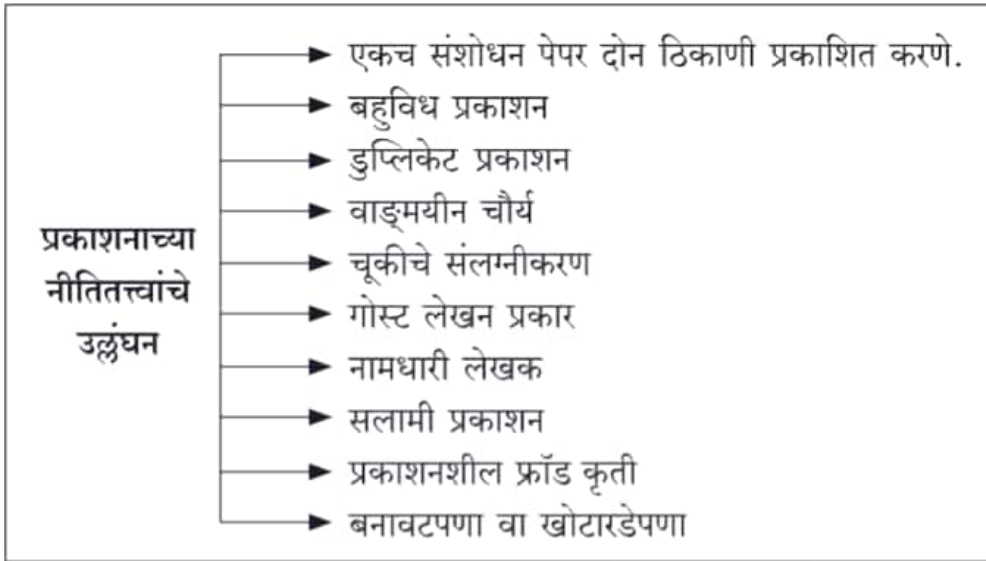 प्रकाशनाच्या
नीतितत्त्वांचे
उल्लंघन
एकच संशोधन पेपर दोन ठिकाणी प्रकाशित करणे.
बहुविध प्रकाशन
डुप्लिकेट प्रकाशन
वाङ्मयीन चौर्य
चूकीचे संलग्नीकरण
गोस्ट लेखन प्रकार
नामधारी लेखक
सलामी प्रकाशन
प्रकाशनशील फ्रॉड कृती
बनावटपणा वा खोटारडेपणा